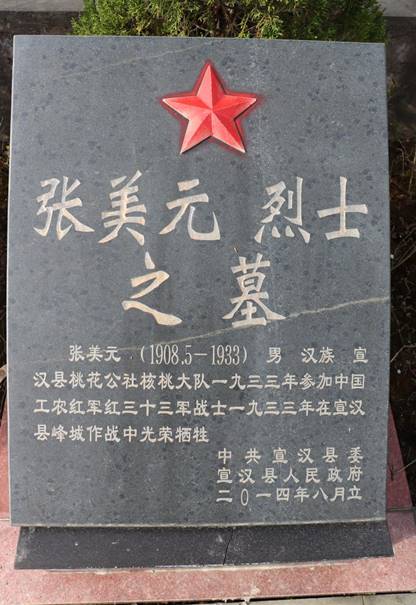 张美元 烈士
之 墓
张美元 (1908.5—1933) 男 汉族 宣
汉县桃花公社核桃大队一九三三年参加中国
工农红军红三十三军战士一九三三年在宣汉
县峰城作战中光荣牺牲
中共宣汉县委
宣汉县人民政府
二0一四年八月立